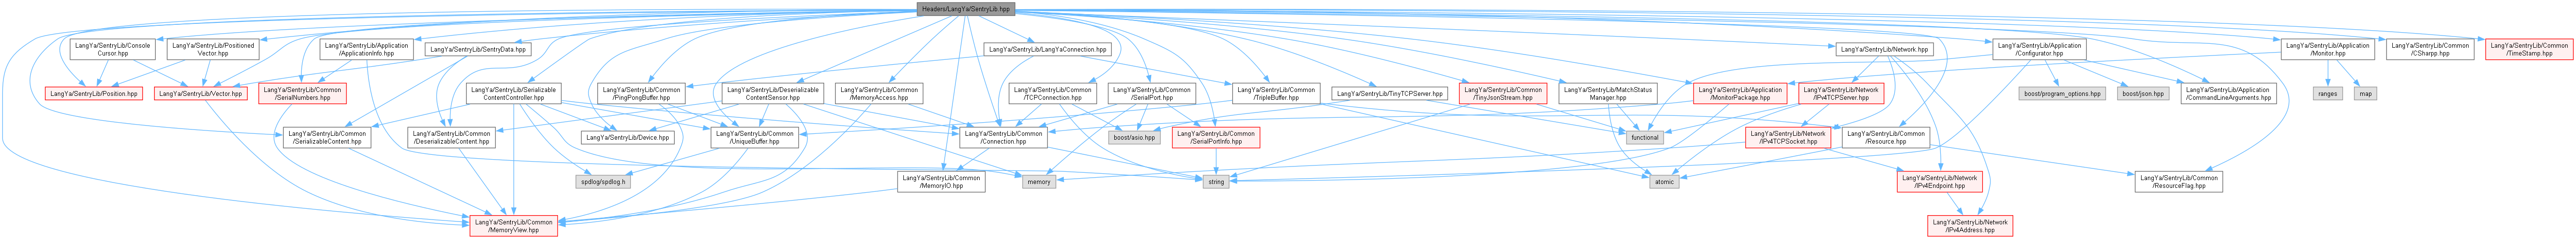 Headers/LangYa/SentryLib.hpp
LangYa/SentryLib/Console
Cursor.hpp
LangYa/SentryLib/Positioned
Vector.hpp
LangYa/SentryLib/Application
/ApplicationInfo.hpp
LangYa/SentryLib/SentryData.hpp
LangYa/SentryLib/LangYaConnection.hpp
LangYa/SentryLib/Network.hpp
LangYa/SentryLib/Application
/Configurator.hpp
LangYa/SentryLib/Application
/Monitor.hpp
LangYa/SentryLib/Common
/CSharpp.hpp
LangYa/SentryLib/Common
/TimeStamp.hpp
LangYa/SentryLib/Position.hpp
LangYa/SentryLib/Vector.hpp
LangYa/SentryLib/Common
/SerialNumbers.hpp
LangYa/SentryLib/Serializable
ContentController.hpp
LangYa/SentryLib/Common
/PingPongBuffer.hpp
LangYa/SentryLib/Deserializable
ContentSensor.hpp
LangYa/SentryLib/Common
/MemoryAccess.hpp
LangYa/SentryLib/Common
/TCPConnection.hpp
LangYa/SentryLib/Common
/SerialPort.hpp
LangYa/SentryLib/Common
/TripleBuffer.hpp
LangYa/SentryLib/TinyTCPServer.hpp
LangYa/SentryLib/Common
/TinyJsonStream.hpp
LangYa/SentryLib/MatchStatus
Manager.hpp
LangYa/SentryLib/Application
/MonitorPackage.hpp
LangYa/SentryLib/Network
/IPv4TCPServer.hpp
boost/program_options.hpp
boost/json.hpp
LangYa/SentryLib/Application
/CommandLineArguments.hpp
ranges
map
LangYa/SentryLib/Common
/SerializableContent.hpp
LangYa/SentryLib/Common
/DeserializableContent.hpp
LangYa/SentryLib/Device.hpp
LangYa/SentryLib/Common
/UniqueBuffer.hpp
LangYa/SentryLib/Common
/Connection.hpp
boost/asio.hpp
LangYa/SentryLib/Common
/SerialPortInfo.hpp
functional
LangYa/SentryLib/Network
/IPv4TCPSocket.hpp
LangYa/SentryLib/Common
/Resource.hpp
spdlog/spdlog.h
LangYa/SentryLib/Common
/MemoryIO.hpp
memory
string
atomic
LangYa/SentryLib/Network
/IPv4Endpoint.hpp
LangYa/SentryLib/Common
/ResourceFlag.hpp
LangYa/SentryLib/Common
/MemoryView.hpp
LangYa/SentryLib/Network
/IPv4Address.hpp